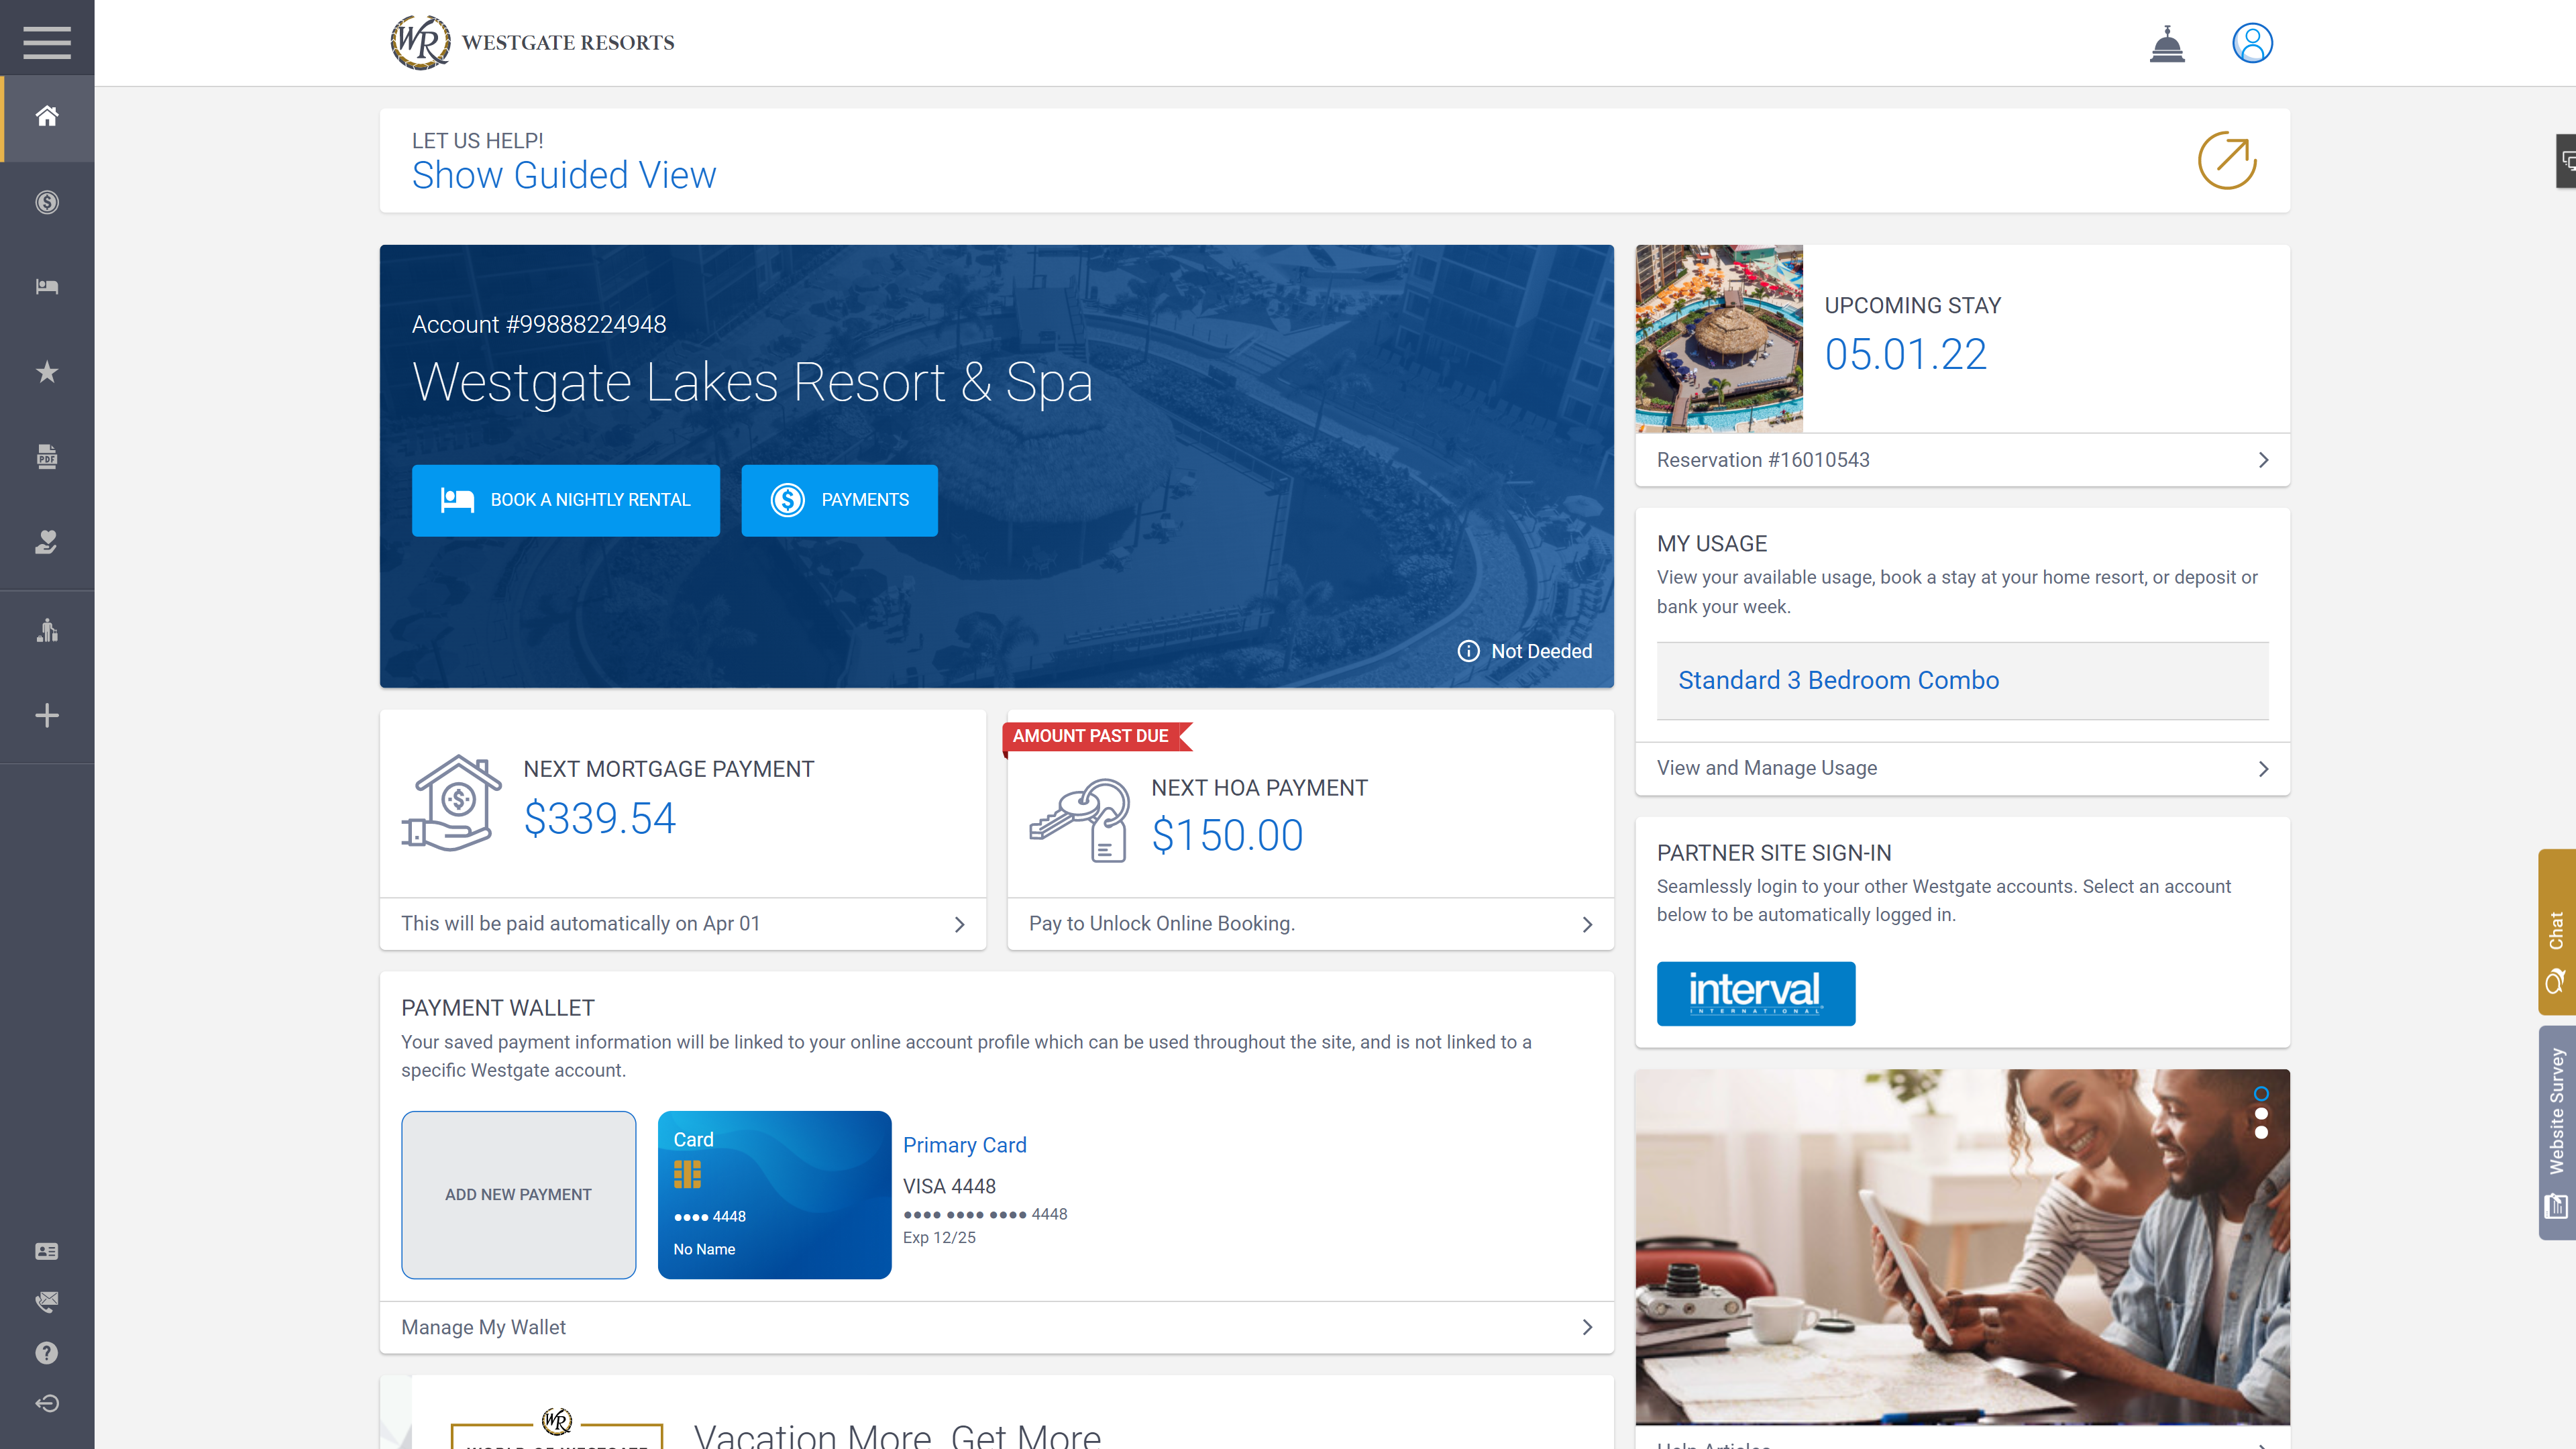 WR WESTGATE RESORTS
LET US HELP!
Show Guided View
Account #99888224948
Westgate Lakes Resort & Spa
BOOK A NIGHTLY RENTAL
PAYMENTS
Not Deeded
UPCOMING STAY
05.01.22
Reservation #16010543
MY USAGE
View your available usage, book a stay at your home resort, or deposit or
bank your week.
Standard 3 Bedroom Combo
View and Manage Usage
NEXT MORTGAGE PAYMENT
$339.54
This will be paid automatically on Apr 01
AMOUNT PAST DUE
NEXT HOA PAYMENT
$150.00
Pay to Unlock Online Booking.
PARTNER SITE SIGN-IN
Seamlessly login to your other Westgate accounts. Select an account
below to be automatically logged in.
interval
INTERNATIONAL
PAYMENT WALLET
Your saved payment information will be linked to your online account profile which can be used throughout the site, and is not linked to a
specific Westgate account.
ADD NEW PAYMENT
Card
•••• 4448
No Name
Primary Card
VISA 4448
•••• •••• •••• 4448
Exp 12/25
Manage My Wallet
WR
WORLD OF WESTGATE
Vacation More, Get More
Help Articles
Chat
Website Survey
PDF